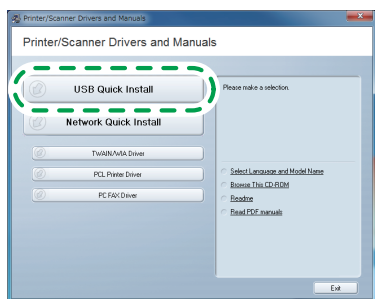 Printer/Scanner Drivers and Manuals
Printer/Scanner Drivers and Manuals
USB Quick Install
Please make a selection.
Network Quick Install
TWAIN/WIA Driver
PCL Printer Driver
PC FAX Driver
Select Language and Model Name
Browse This CD-ROM
Readme
Read PDF manuals
Exit